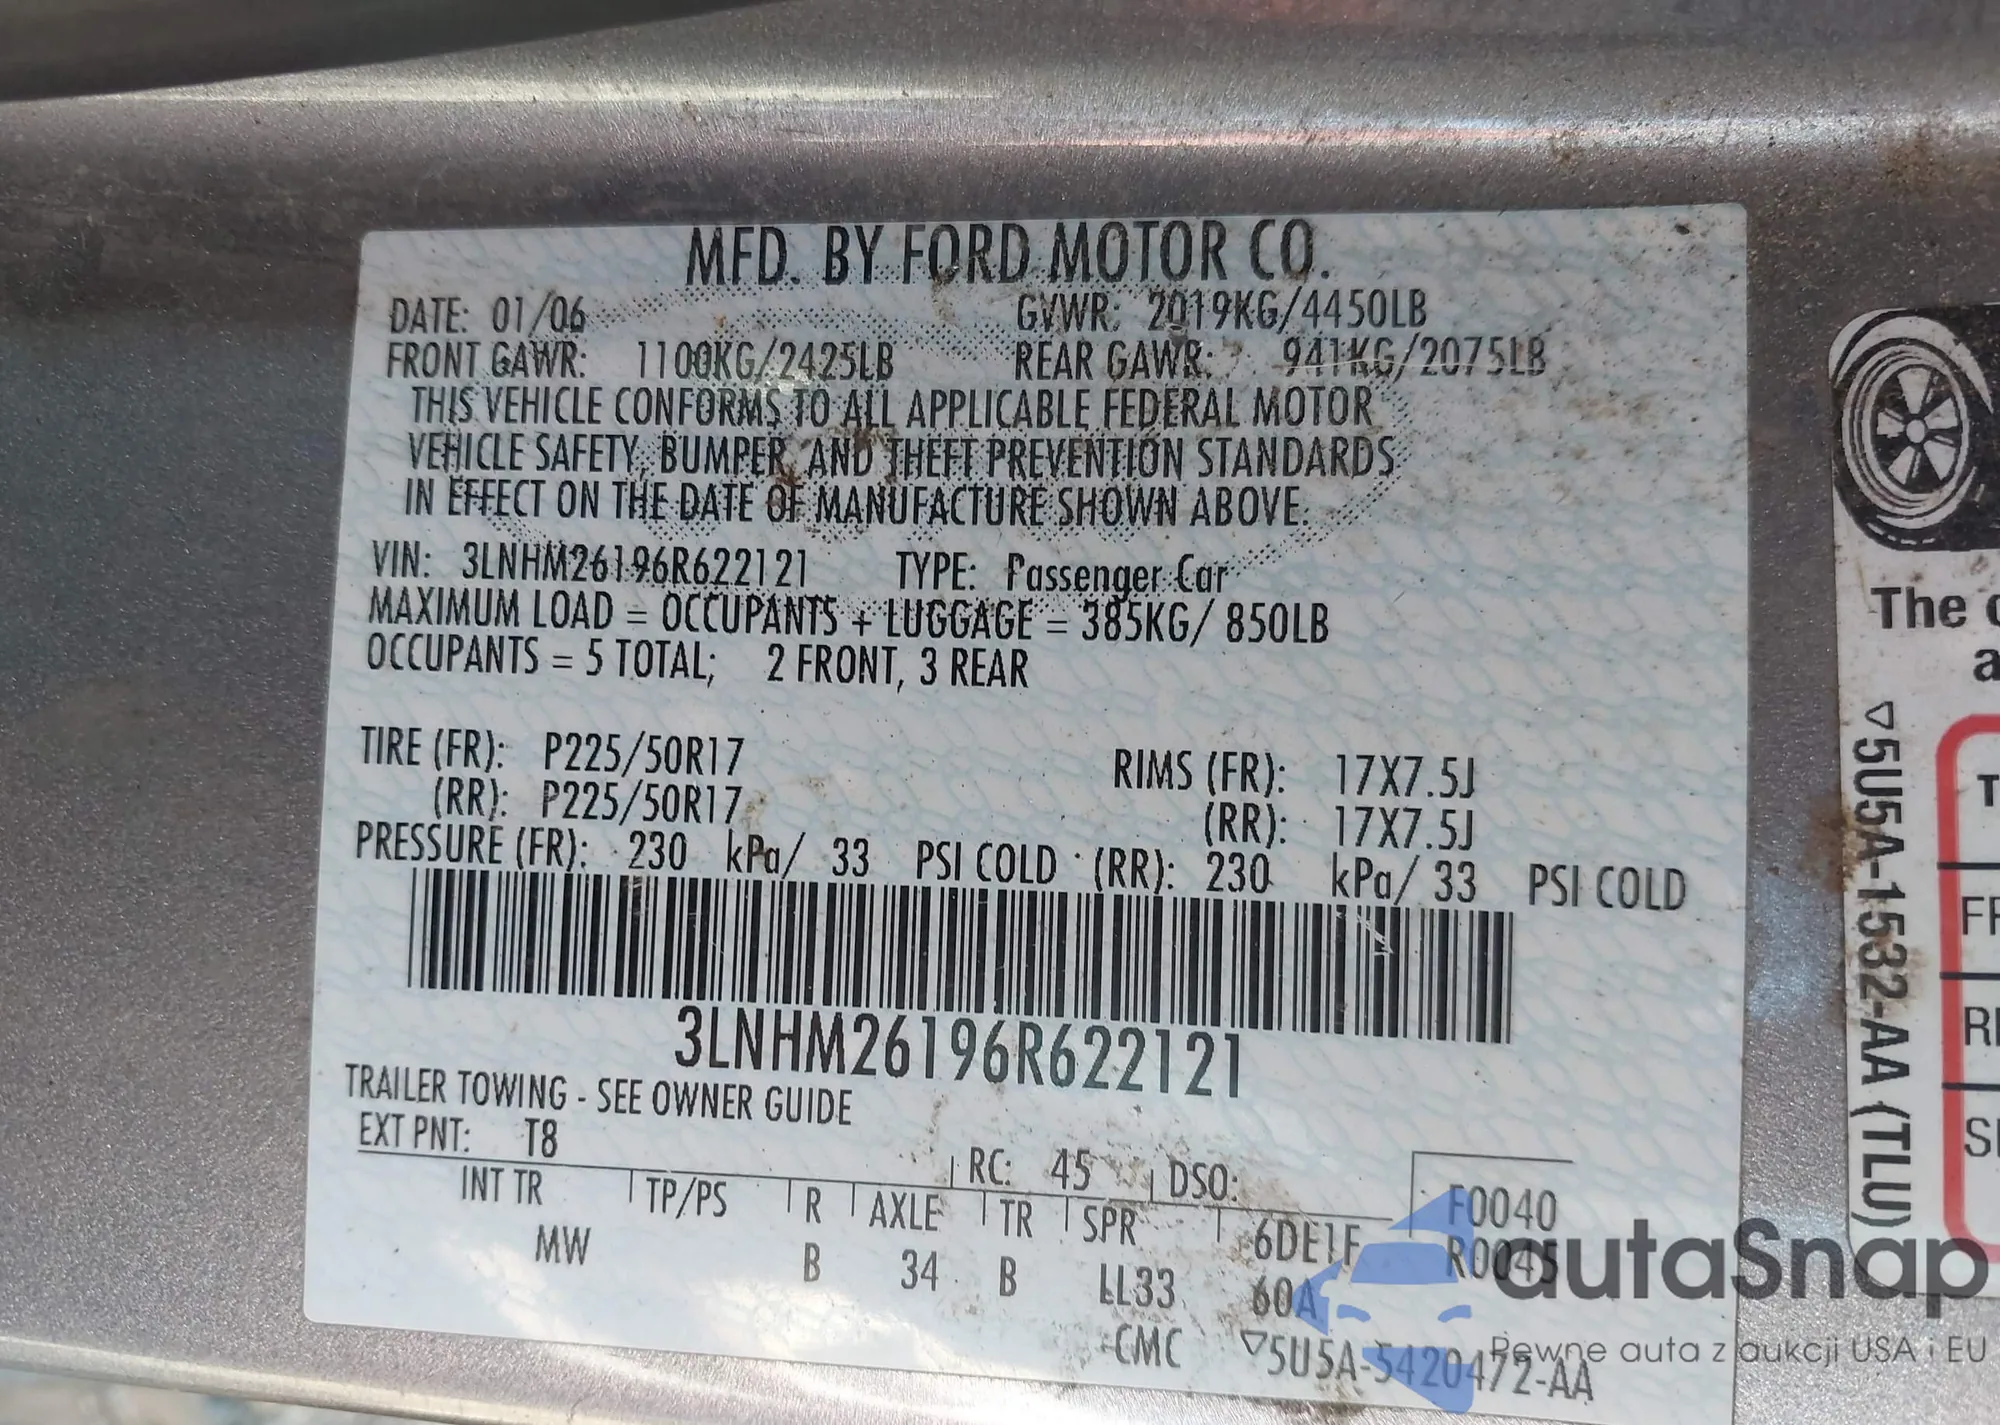 MFD. BY FORD MOTOR CO.
DATE: 01/06 GVWR: 2019KG/4450LB
FRONT GAWR: 1100KG/2425LB REAR GAWR: 941KG/2075LB
THIS VEHICLE CONFORMS TO ALL APPLICABLE FEDERAL MOTOR
VEHICLE SAFETY, BUMPER, AND THEFT PREVENTION STANDARDS
IN EFFECT ON THE DATE OF MANUFACTURE SHOWN ABOVE.
VIN: 3LNHM26196R622121 TYPE: Passenger Car
MAXIMUM LOAD = OCCUPANTS + LUGGAGE = 385KG/ 850LB
OCCUPANTS = 5 TOTAL; 2 FRONT, 3 REAR
TIRE (FR): P225/50R17 RIMS (FR): 17X7.5J
(RR): P225/50R17 (RR): 17X7.5J
PRESSURE (FR): 230 kPa/ 33 PSI COLD (RR): 230 kPa/ 33 PSI COLD
3LNHM26196R622121
TRAILER TOWING - SEE OWNER GUIDE
EXT PNT: T8 RC: 45 DSO:
INT TR TP/PS R AXLE TR SPR 6DE1F F0040
MW B 34 B LL33 60A R0045
CMC ▽5U5A-5420472-AA
The
▽5U5A-1532-AA (TLU)
autaSnap
Pewne auta z aukcji USA i EU